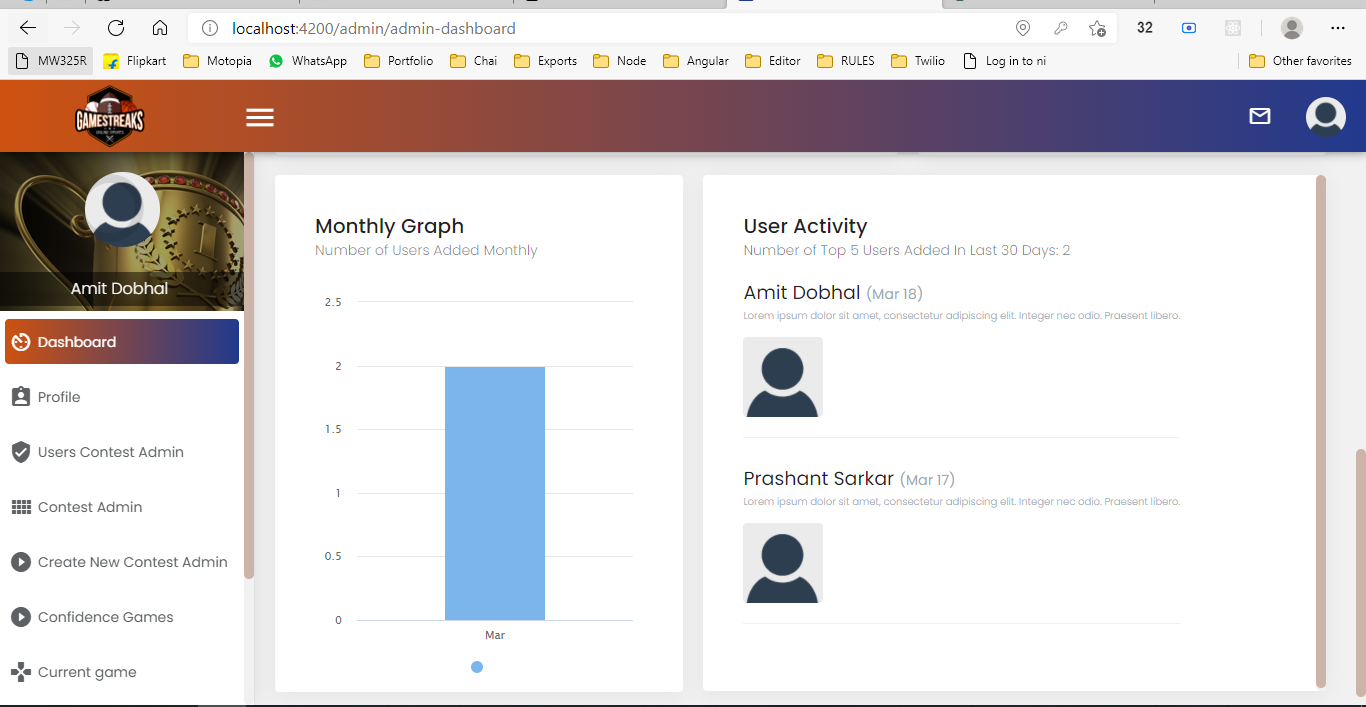 localhost:4200/admin/admin-dashboard
32
MW325R
Flipkart
Motopia
WhatsApp
Portfolio
Chai
Exports
Node
Angular
Editor
RULES
Twilio
Log in to ni
Other favorites
GAMESTREAKS
Amit Dobhal
Dashboard
Profile
Users Contest Admin
Contest Admin
Create New Contest Admin
Confidence Games
Current game
Monthly Graph
Number of Users Added Monthly
2.5
2
1.5
1
0.5
0
Mar
User Activity
Number of Top 5 Users Added In Last 30 Days: 2
Amit Dobhal (Mar 18)
Lorem ipsum dolor sit amet, consectetur adipiscing elit. Integer nec odio. Praesent libero.
Prashant Sarkar (Mar 17)
Lorem ipsum dolor sit amet, consectetur adipiscing elit. Integer nec odio. Praesent libero.